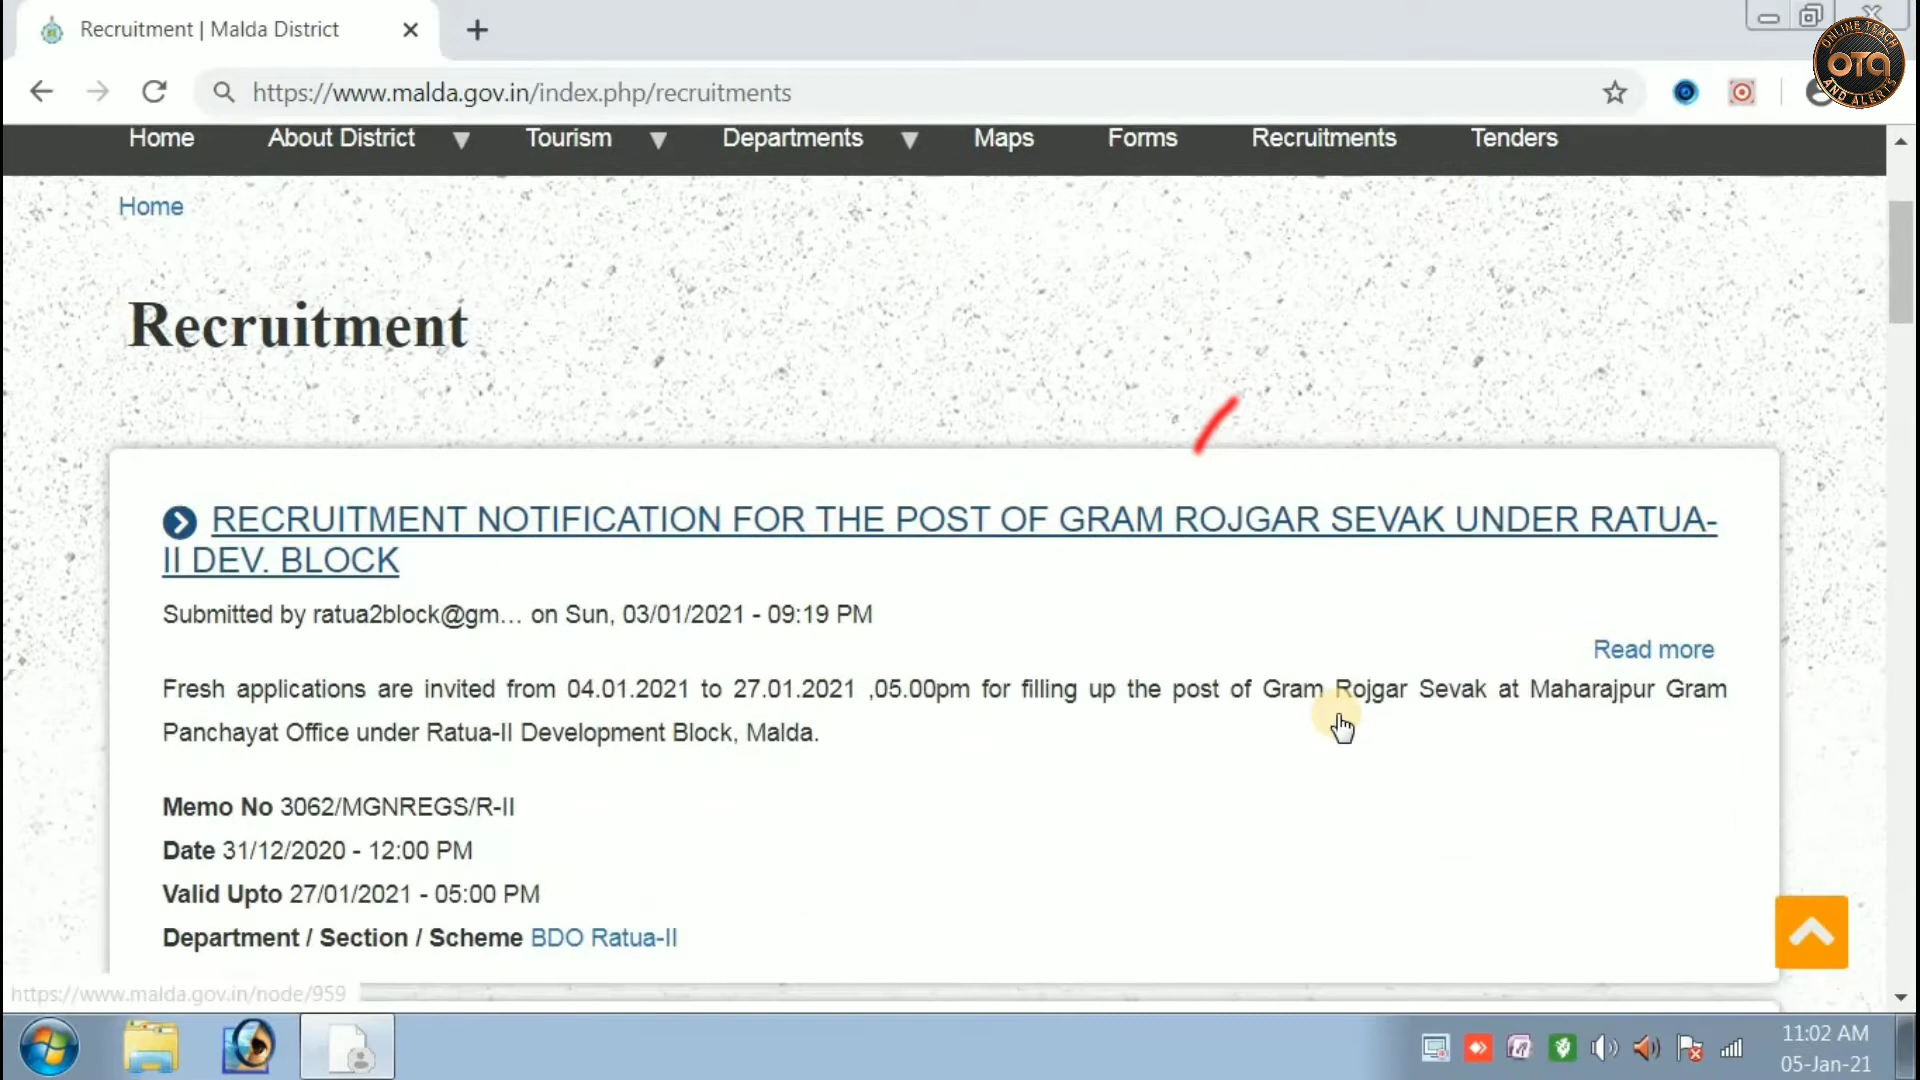 Recruitment | Malda District
https://www.malda.gov.in/index.php/recruitments
ONLINE TEACH
OTA
AND ALERTS
Home About District Tourism Departments Maps Forms Recruitments Tenders
Home
Recruitment
RECRUITMENT NOTIFICATION FOR THE POST OF GRAM ROJGAR SEVAK UNDER RATUA-
II DEV. BLOCK
Submitted by ratua2block@gm... on Sun, 03/01/2021 - 09:19 PM
Read more
Fresh applications are invited from 04.01.2021 to 27.01.2021 ,05.00pm for filling up the post of Gram Rojgar Sevak at Maharajpur Gram
Panchayat Office under Ratua-II Development Block, Malda.
Memo No 3062/MGNREGS/R-II
Date 31/12/2020 - 12:00 PM
Valid Upto 27/01/2021 - 05:00 PM
Department / Section / Scheme BDO Ratua-II
https://www.malda.gov.in/node/959
11:02 AM
05-Jan-21